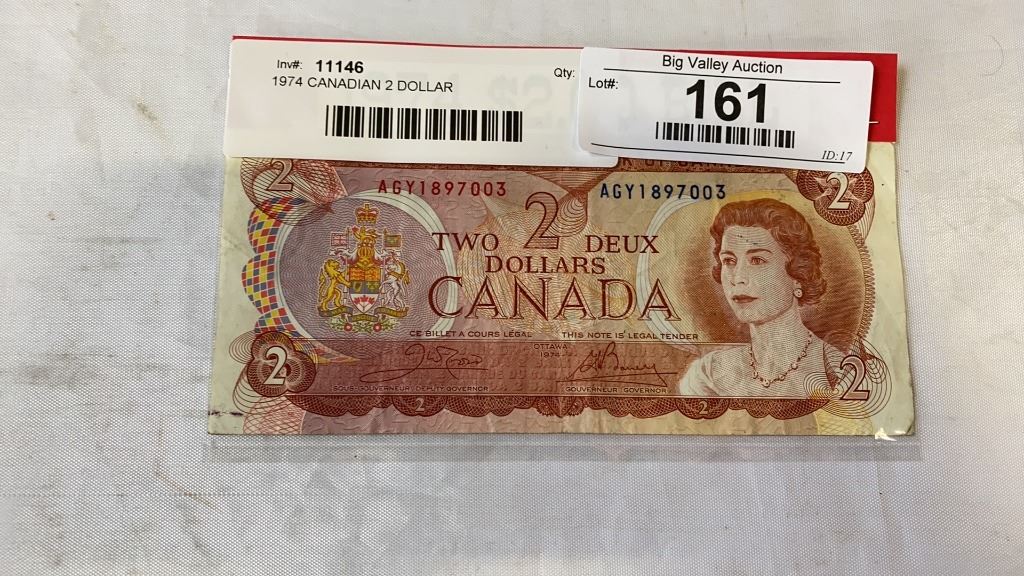 Inv#: 11146
Qty:
1974 CANADIAN 2 DOLLAR
Big Valley Auction
Lot#:
161
ID:17
2
2
AGY1897003
2
AGY1897003
TWO DEUX
DOLLARS
CANADA
CE BILLET A COURS LÉGAL THIS NOTE IS LEGAL TENDER
OTTAWA
1974
2
2
SOUS-GOUVERNEUR-DEPUTY GOVERNOR
GOUVERNEUR-GOVERNOR
2
2